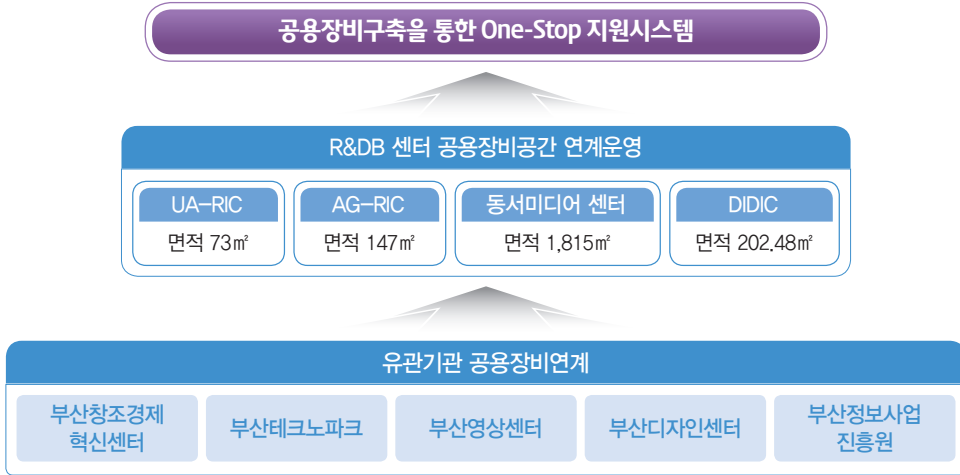 공용장비구축을 통한 One-Stop 지원시스템
R&DB 센터 공용장비공간 연계운영
UA-RIC
면적 73㎡
AG-RIC
면적 147㎡
동서미디어 센터
면적 1,815㎡
DIDIC
면적 202.48㎡
유관기관 공용장비연계
부산창조경제
혁신센터
부산테크노파크
부산영상센터
부산디자인센터
부산정보사업
진흥원